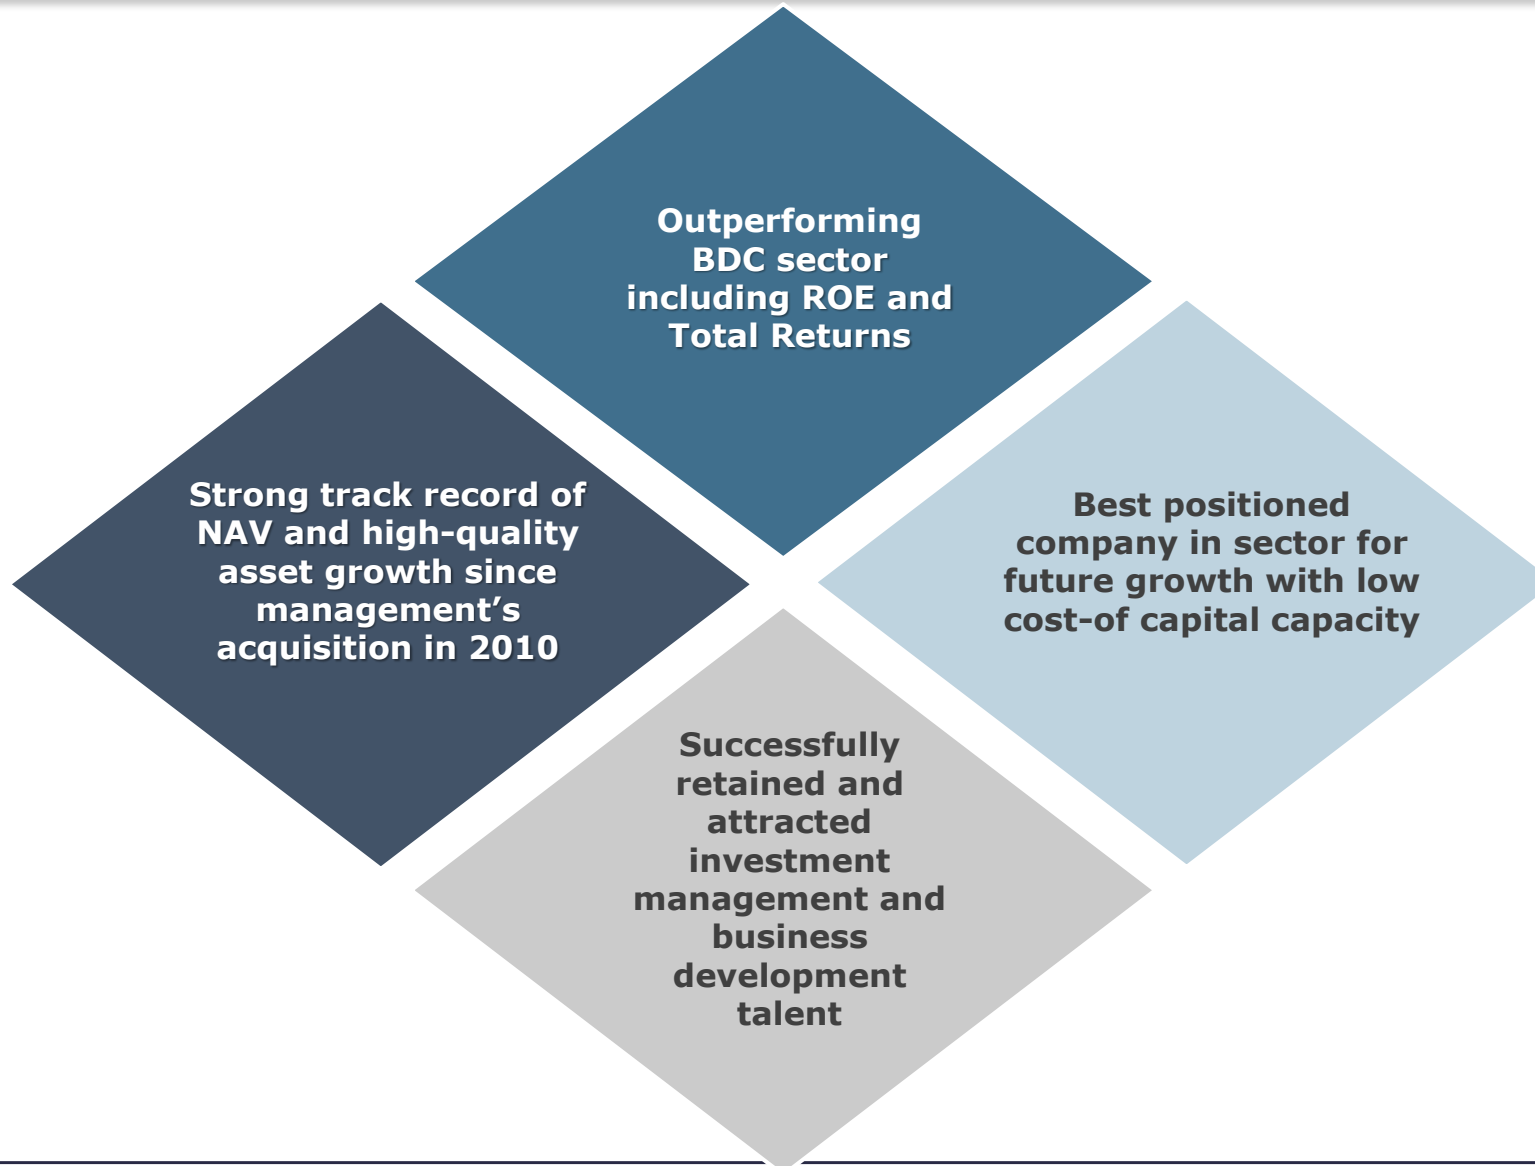 Outperforming
BDC sector
including ROE and
Total Returns
Strong track record of
NAV and high-quality
asset growth since
management’s
acquisition in 2010
Best positioned
company in sector for
future growth with low
cost-of capital capacity
Successfully
retained and
attracted
investment
management and
business
development
talent